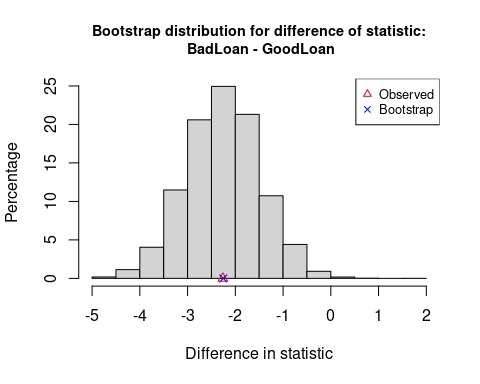 Bootstrap distribution for difference of statistic:
BadLoan - GoodLoan
Observed
Bootstrap
Percentage
25
20
15
10
5
0
-5 -4 -3 -2 -1 0 1 2
Difference in statistic